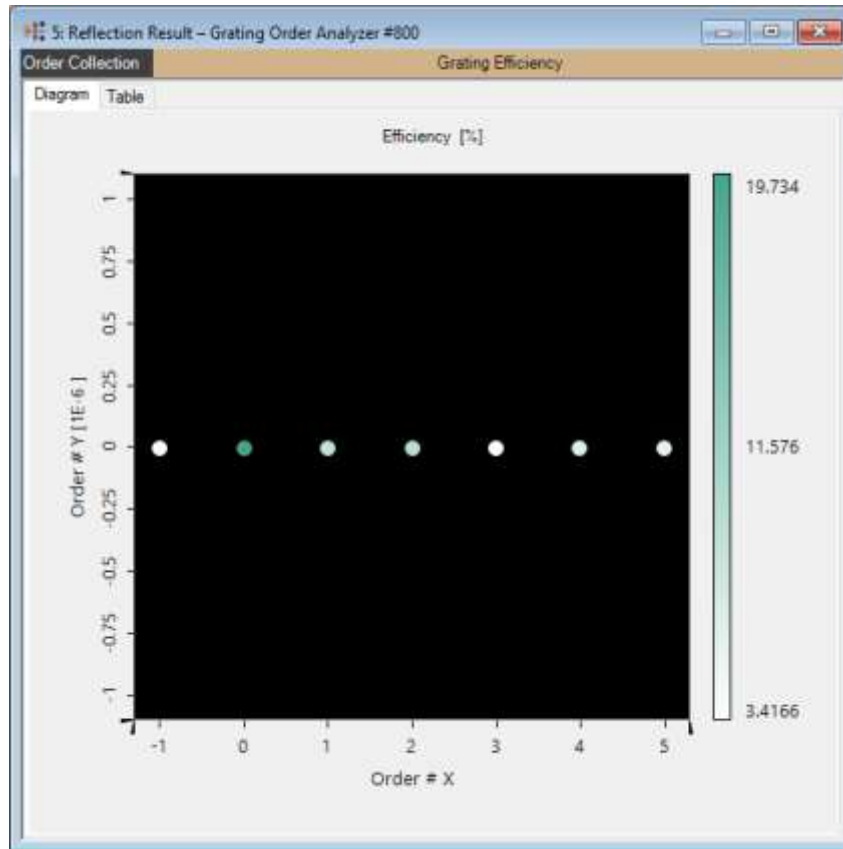 5: Reflection Result – Grating Order Analyzer #800
Order Collection Grating Efficiency
Diagram Table
Efficiency [%]
1
0.75
0.5
0.25
0
-0.25
-0.5
-0.75
-1
Order # Y [1E-6 ]
19.734
11.576
3.4166
-1 0 1 2 3 4 5
Order # X